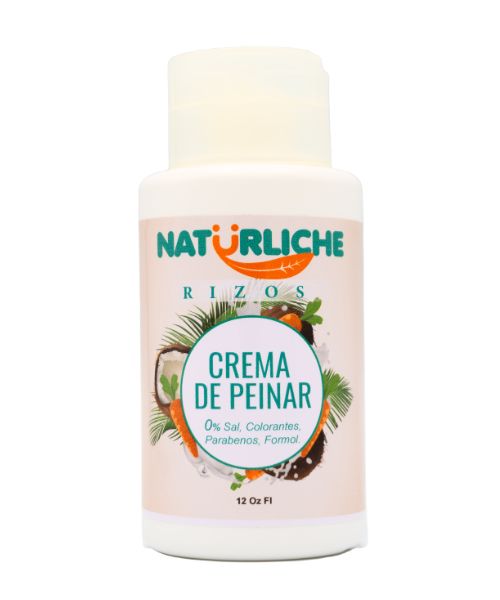 NATÜRLICHE
RIZOS
CREMA
DE PEINAR
0% Sal, Colorantes,
Parabenos, Formol.
12 Oz Fl